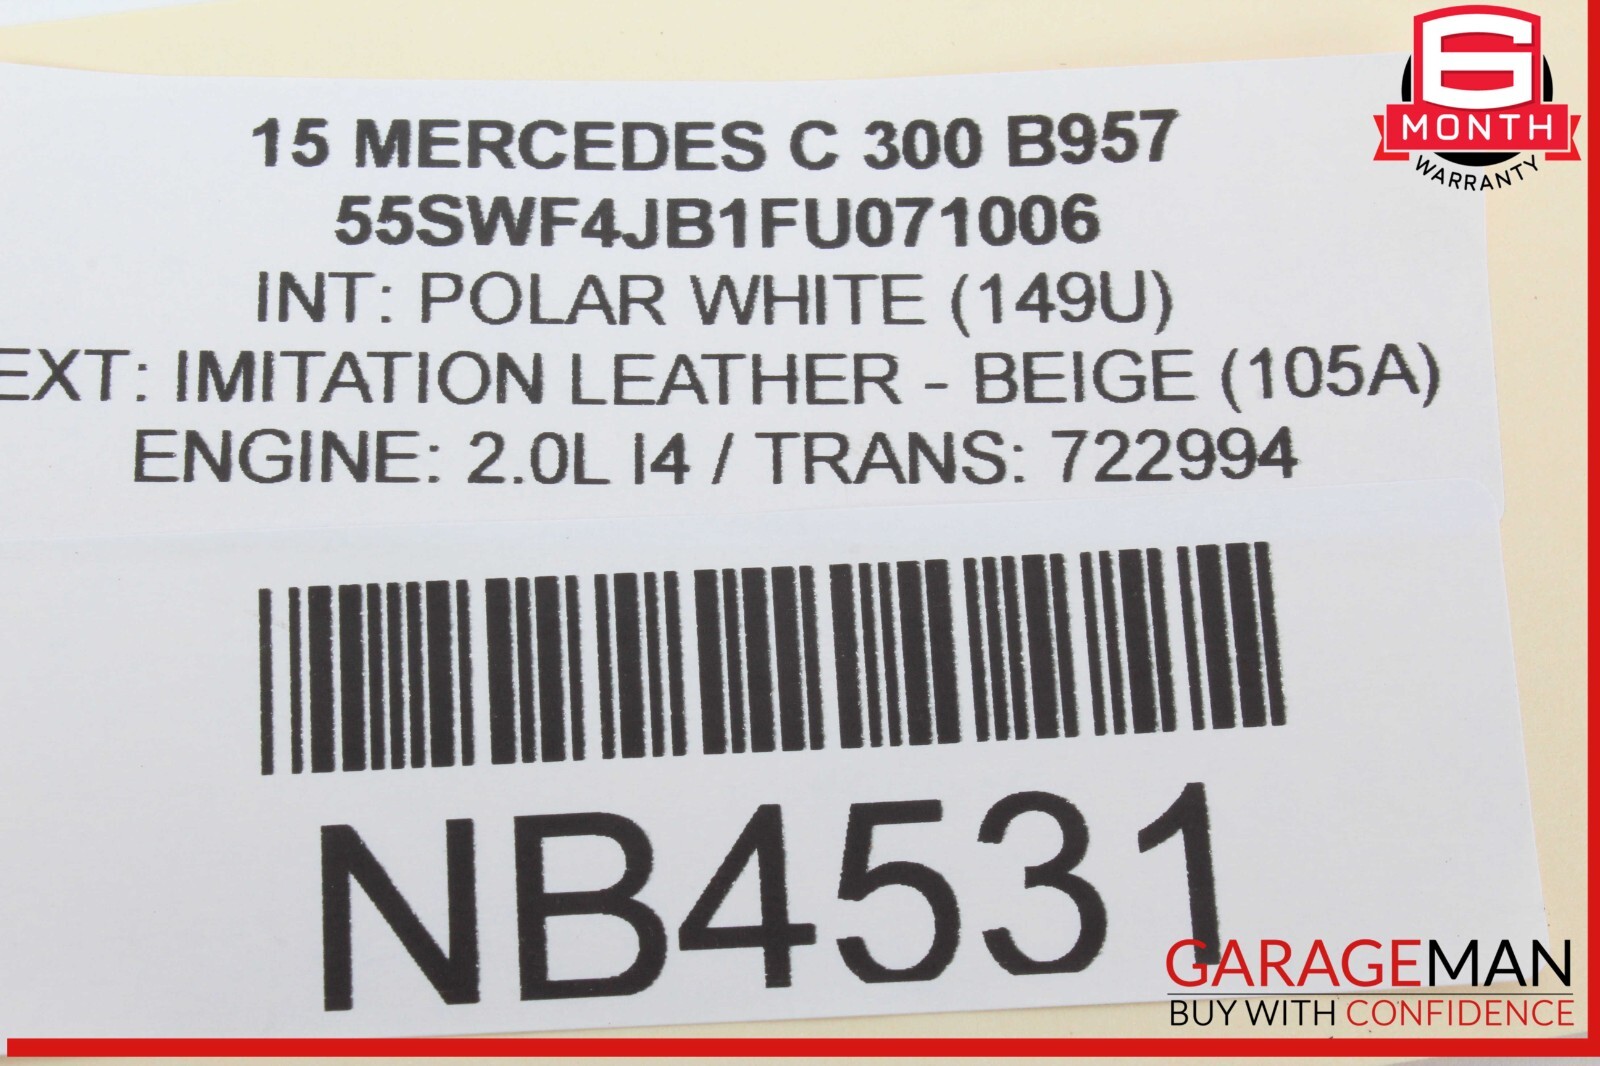 6
MONTH
WARRANTY
15 MERCEDES C 300 B957
55SWF4JB1FU071006
INT: POLAR WHITE (149U)
EXT: IMITATION LEATHER - BEIGE (105A)
ENGINE: 2.0L I4 / TRANS: 722994
NB4531
GARAGEMAN
BUY WITH CONFIDENCE